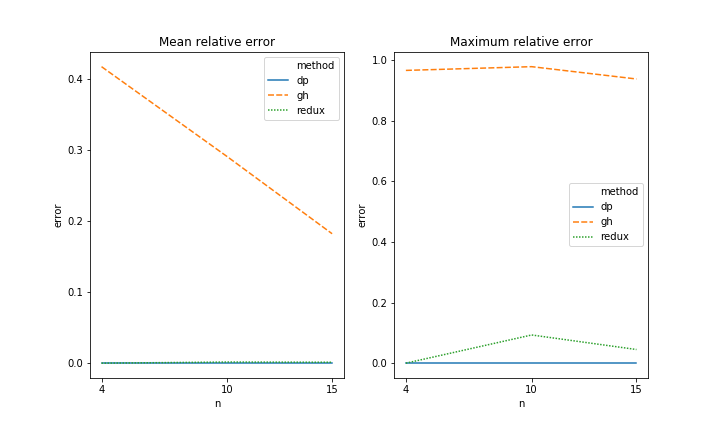 Mean relative error
error
0.4
0.3
0.2
0.1
0.0
4
10
15
n
method
dp
gh
redux
Maximum relative error
error
1.0
0.8
0.6
0.4
0.2
0.0
4
10
15
n
method
dp
gh
redux